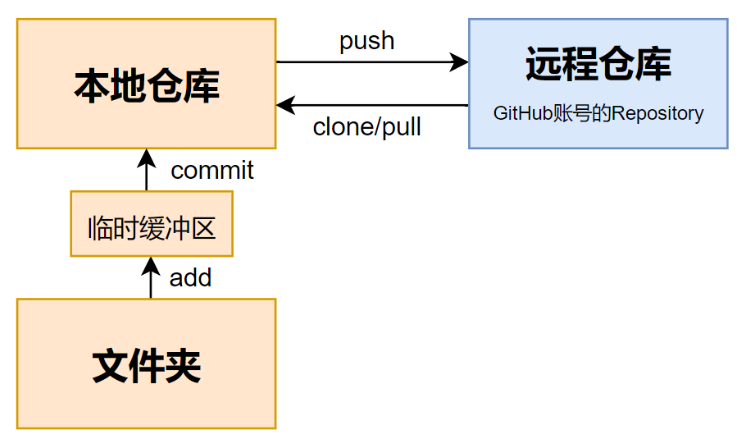 本地仓库
push
远程仓库
GitHub账号的Repository
clone/pull
commit
临时缓冲区
add
文件夹